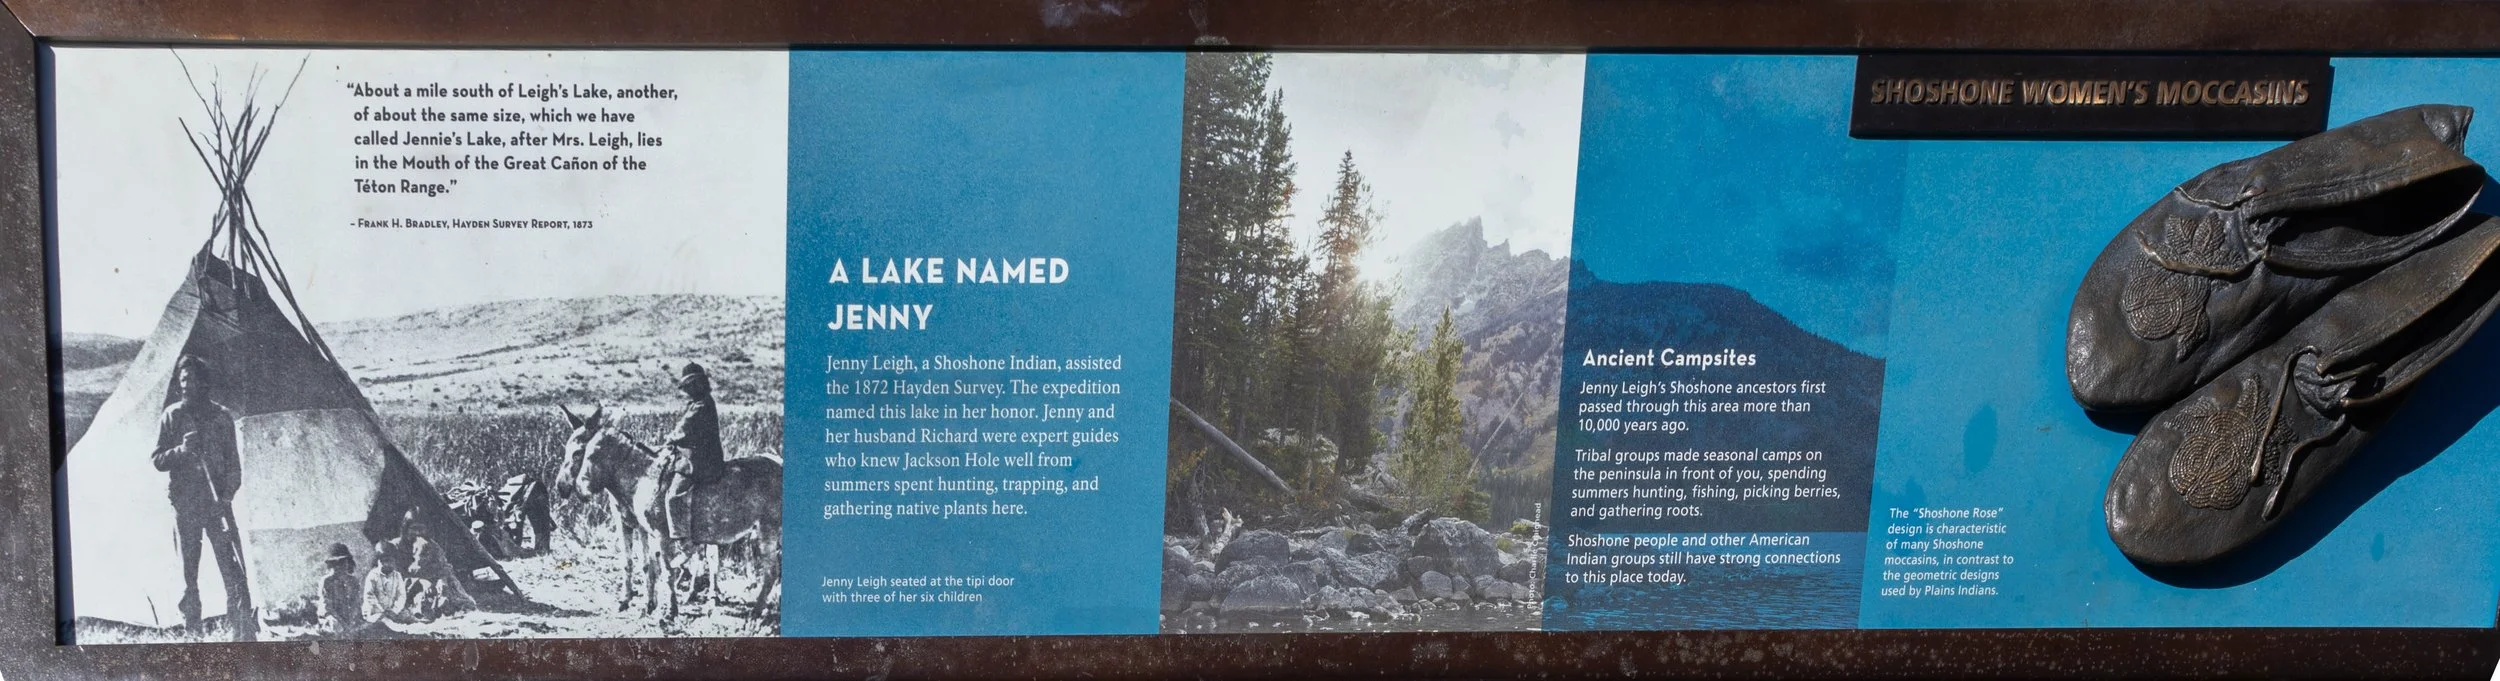 “About a mile south of Leigh’s Lake, another,
of about the same size, which we have
called Jennie’s Lake, after Mrs. Leigh, lies
in the Mouth of the Great Cañon of the
Téton Range.”
– Frank H. Bradley, Hayden Survey Report, 1873
A LAKE NAMED
JENNY
Jenny Leigh, a Shoshone Indian, assisted
the 1872 Hayden Survey. The expedition
named this lake in her honor. Jenny and
her husband Richard were expert guides
who knew Jackson Hole well from
summers spent hunting, trapping, and
gathering native plants here.
Jenny Leigh seated at the tipi door
with three of her six children
Photo: Charlie Craighead
Ancient Campsites
Jenny Leigh’s Shoshone ancestors first
passed through this area more than
10,000 years ago.
Tribal groups made seasonal camps on
the peninsula in front of you, spending
summers hunting, fishing, picking berries,
and gathering roots.
Shoshone people and other American
Indian groups still have strong connections
to this place today.
SHOSHONE WOMEN’S MOCCASINS
The “Shoshone Rose”
design is characteristic
of many Shoshone
moccasins, in contrast to
the geometric designs
used by Plains Indians.